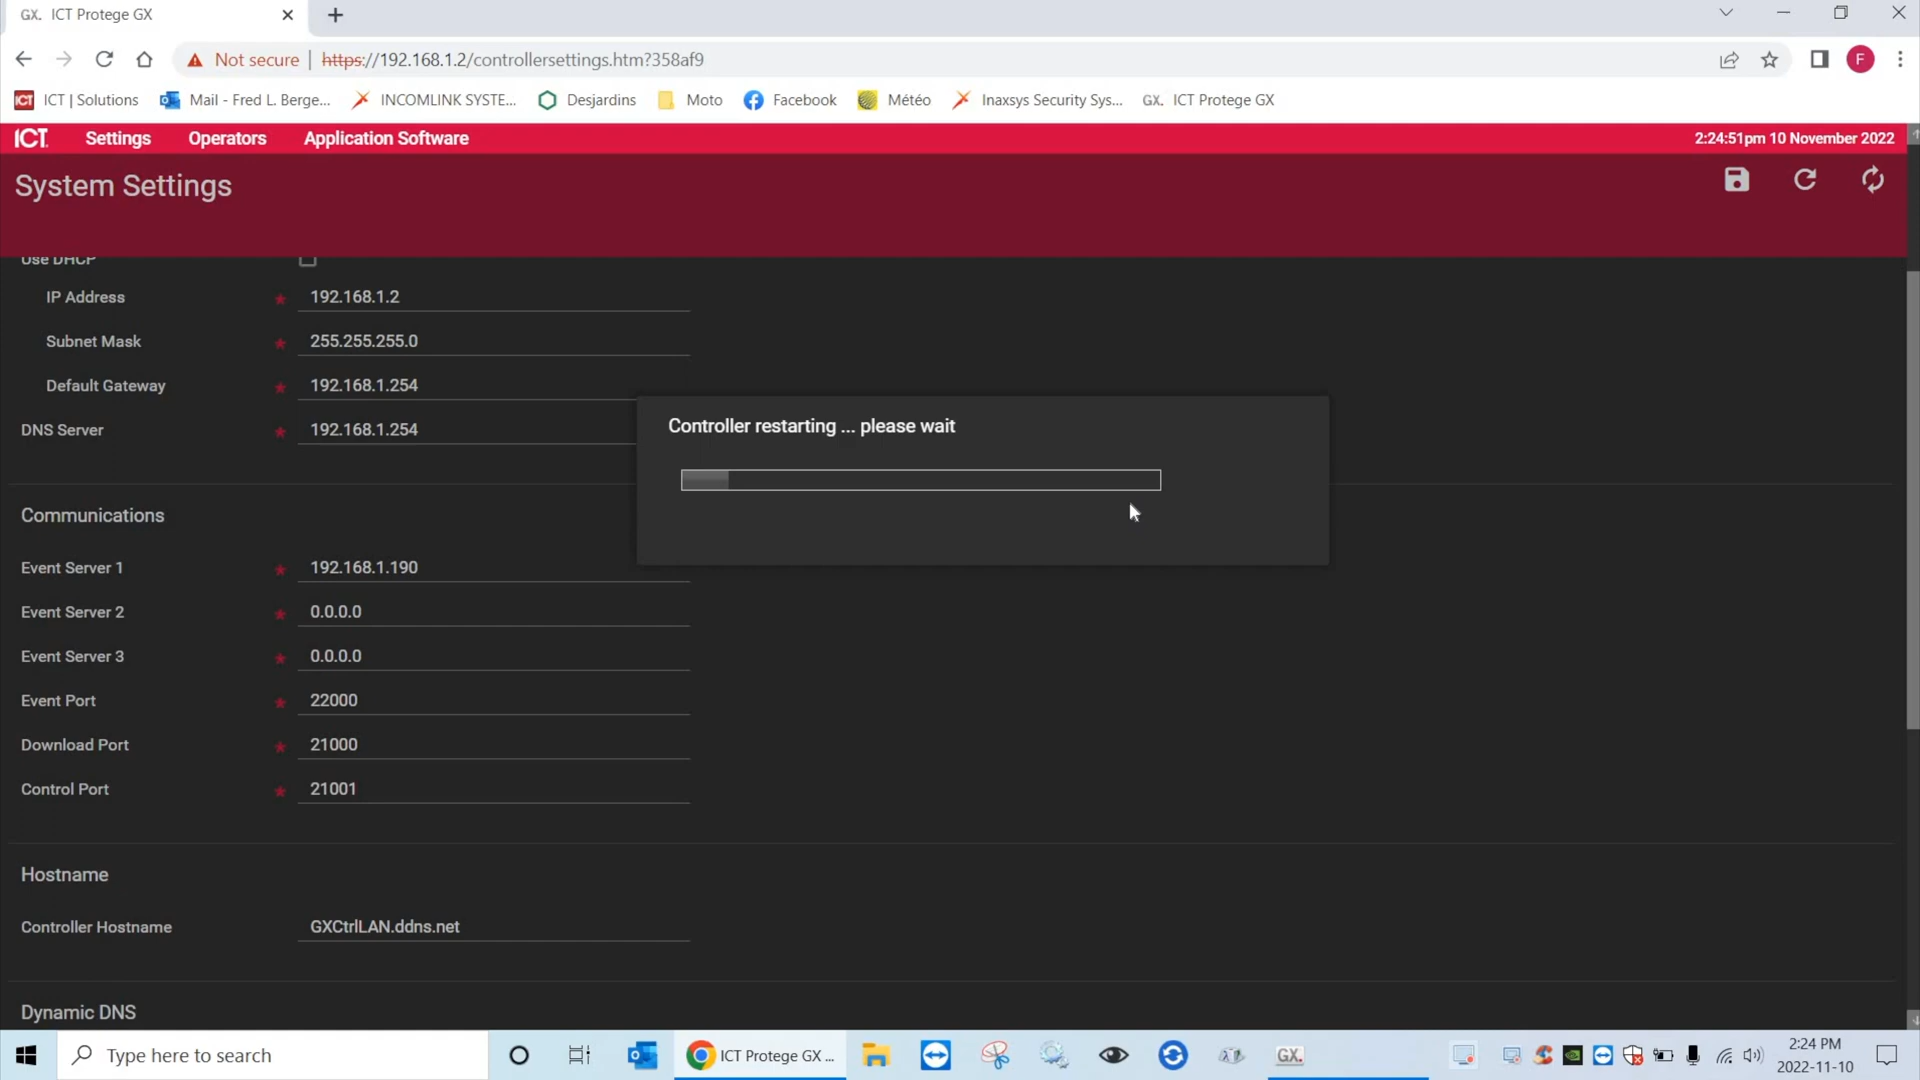 GX. ICT Protege GX
Not secure | https://192.168.1.2/controllersettings.htm?358af9
F
ICT ICT | Solutions Mail - Fred L. Berge... INCOMLINK SYSTE... Desjardins Moto Facebook Météo Inaxsys Security Sys... GX. ICT Protege GX
ICT. Settings Operators Application Software 2:24:51pm 10 November 2022
System Settings
Use DHCP
IP Address * 192.168.1.2
Subnet Mask * 255.255.255.0
Default Gateway * 192.168.1.254
Controller restarting ... please wait
DNS Server * 192.168.1.254
Communications
Event Server 1 * 192.168.1.190
Event Server 2 * 0.0.0.0
Event Server 3 * 0.0.0.0
Event Port * 22000
Download Port * 21000
Control Port * 21001
Hostname
Controller Hostname GXCtrlLAN.ddns.net
Dynamic DNS
Type here to search ICT Protege GX ... GX. 2:24 PM
2022-11-10